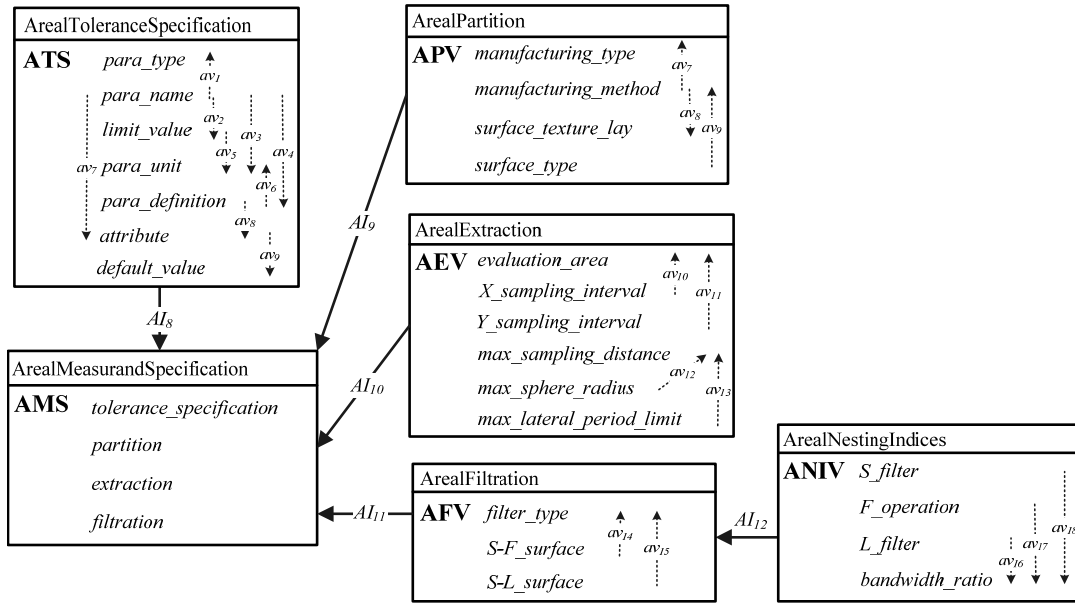 ArealToleranceSpecification
ATS
para_type
para_name
limit_value
para_unit
para_definition
attribute
default_value
av1
av2
av5
av3
av4
av7
av6
av8
av9
ArealPartition
APV
manufacturing_type
manufacturing_method
surface_texture_lay
surface_type
av7
av8
av9
ArealExtraction
AEV
evaluation_area
X_sampling_interval
Y_sampling_interval
max_sampling_distance
max_sphere_radius
max_lateral_period_limit
av10
av11
av12
av13
AI8
AI9
AI10
AI11
AI12
ArealMeasurandSpecification
AMS
tolerance_specification
partition
extraction
filtration
ArealFiltration
AFV
filter_type
S-F_surface
S-L_surface
av14
av15
ArealNestingIndices
ANIV
S_filter
F_operation
L_filter
bandwidth_ratio
av16
av17
av18